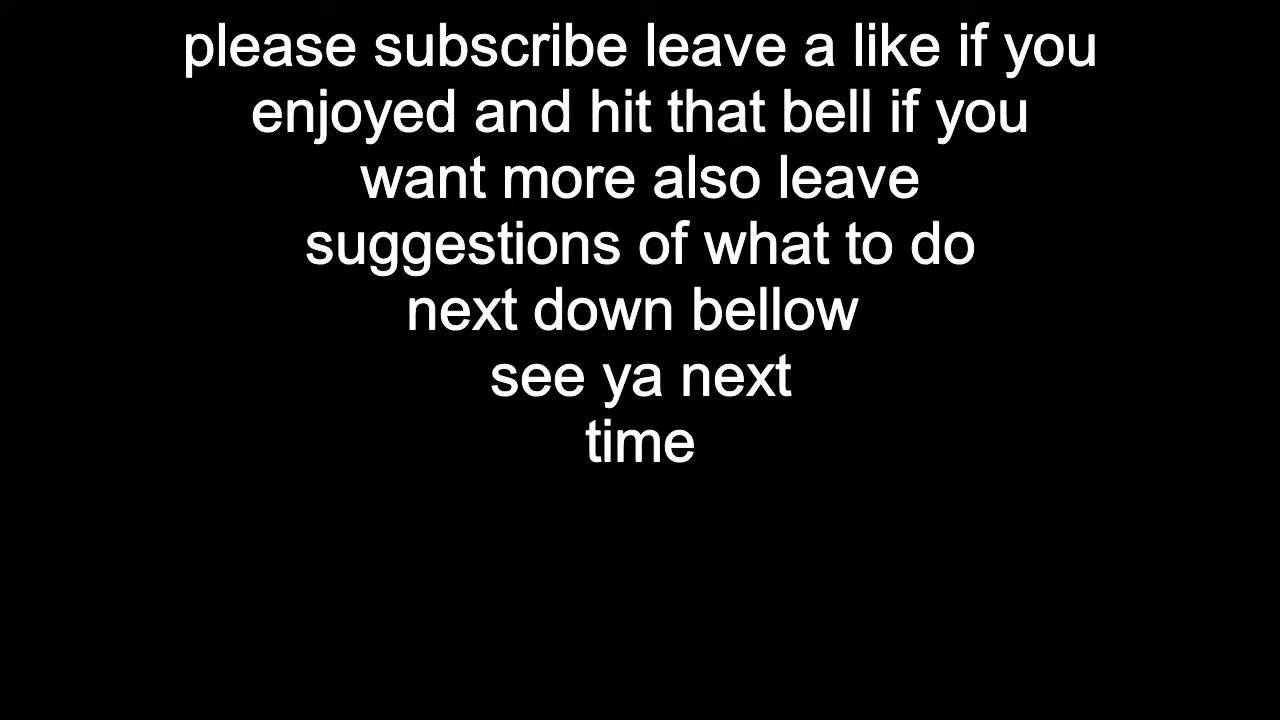 please subscribe leave a like if you
enjoyed and hit that bell if you
want more also leave
suggestions of what to do
next down bellow
see ya next
time